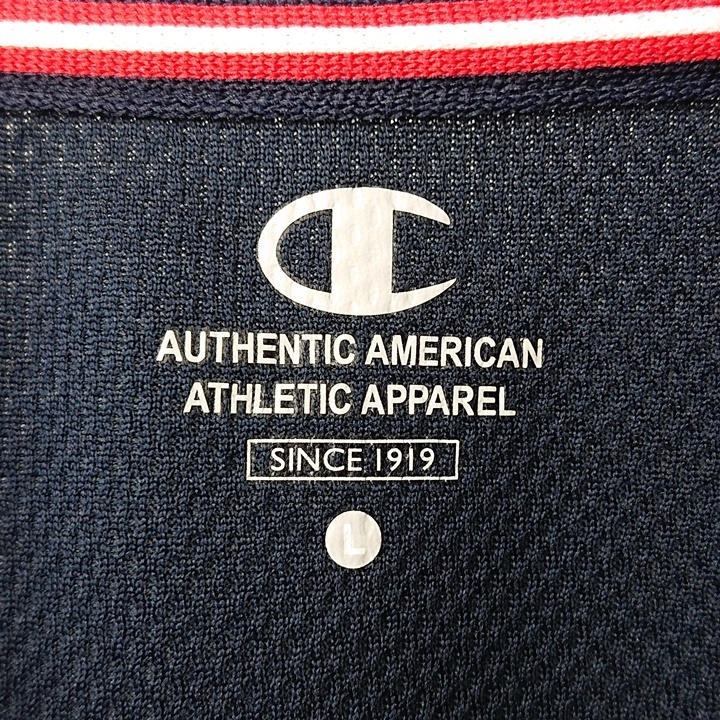 AUTHENTIC AMERICAN
ATHLETIC APPAREL
SINCE 1919
L